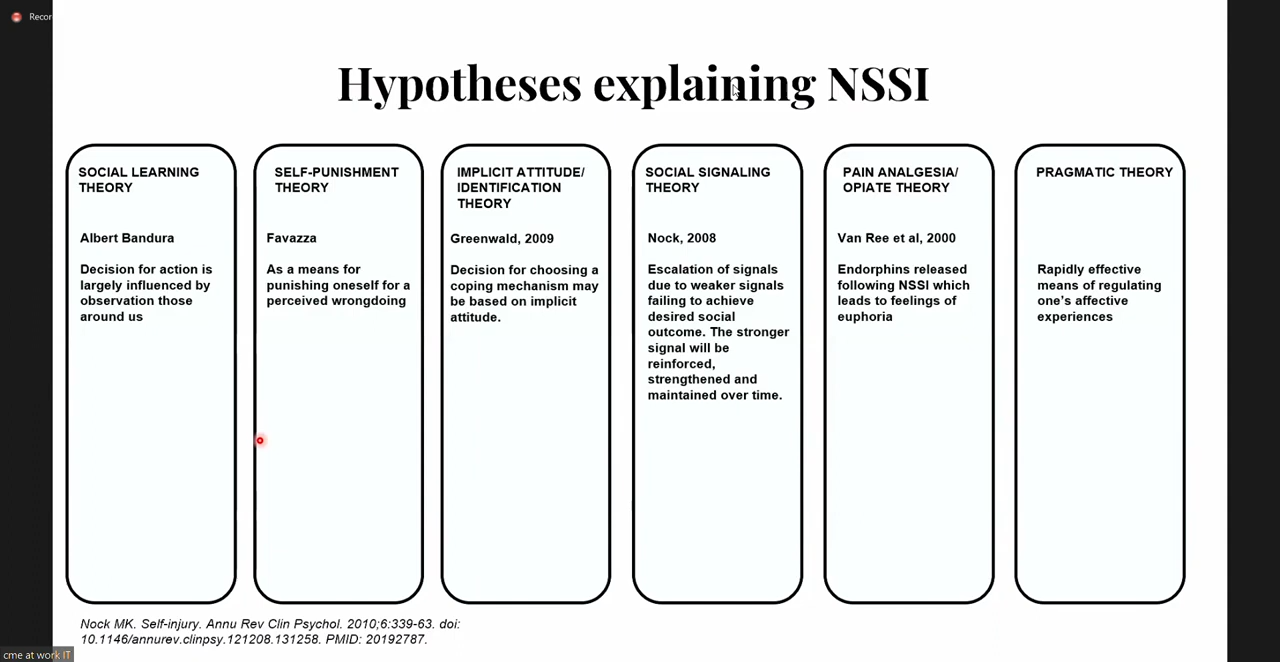 Recor
Hypotheses explaining NSSI
SOCIAL LEARNING
THEORY
Albert Bandura
Decision for action is
largely influenced by
observation those
around us
SELF-PUNISHMENT
THEORY
Favazza
As a means for
punishing oneself for a
perceived wrongdoing
IMPLICIT ATTITUDE/
IDENTIFICATION
THEORY
Greenwald, 2009
Decision for choosing a
coping mechanism may
be based on implicit
attitude.
SOCIAL SIGNALING
THEORY
Nock, 2008
Escalation of signals
due to weaker signals
failing to achieve
desired social
outcome. The stronger
signal will be
reinforced,
strengthened and
maintained over time.
PAIN ANALGESIA/
OPIATE THEORY
Van Ree et al, 2000
Endorphins released
following NSSI which
leads to feelings of
euphoria
PRAGMATIC THEORY
Rapidly effective
means of regulating
one's affective
experiences
Nock MK. Self-injury. Annu Rev Clin Psychol. 2010;6:339-63. doi:
10.1146/annurev.clinpsy.121208.131258. PMID: 20192787.
cme at work IT